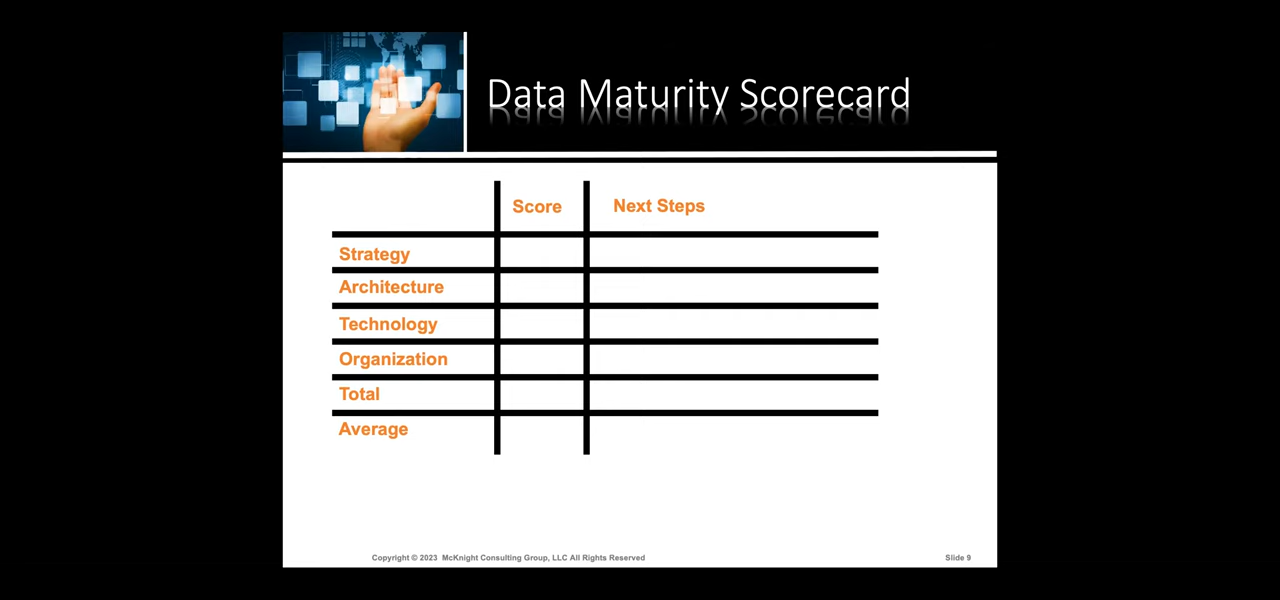 Data Maturity Scorecard
Score Next Steps
Strategy
Architecture
Technology
Organization
Total
Average
Copyright © 2023 McKnight Consulting Group, LLC All Rights Reserved Slide 9